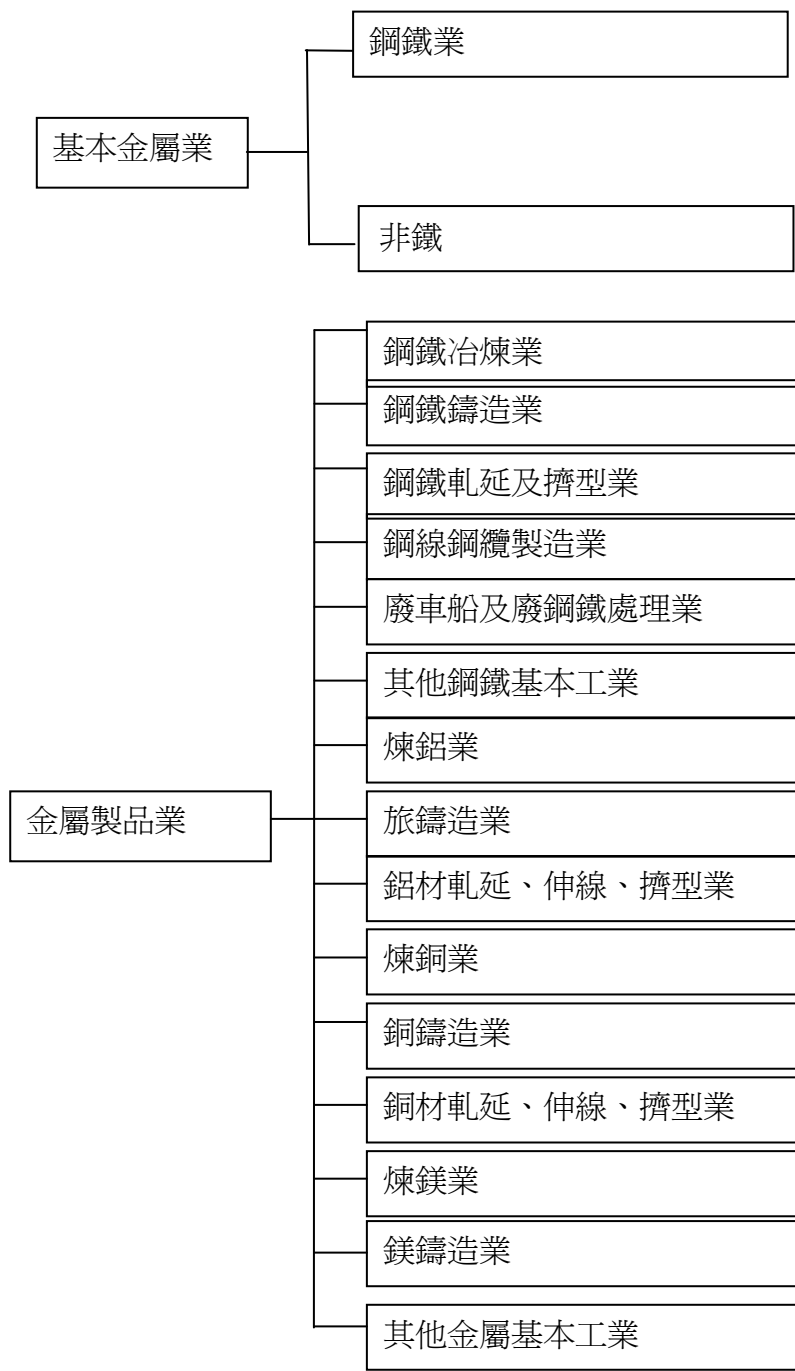 鋼鐵業
基本金屬業
非鐵
鋼鐵冶煉業
鋼鐵鑄造業
鋼鐵軋延及擠型業
鋼線鋼纜製造業
廢車船及廢鋼鐵處理業
其他鋼鐵基本工業
煉鋁業
金屬製品業
旅鑄造業
鋁材軋延、伸線、擠型業
煉銅業
銅鑄造業
銅材軋延、伸線、擠型業
煉鎂業
鎂鑄造業
其他金屬基本工業